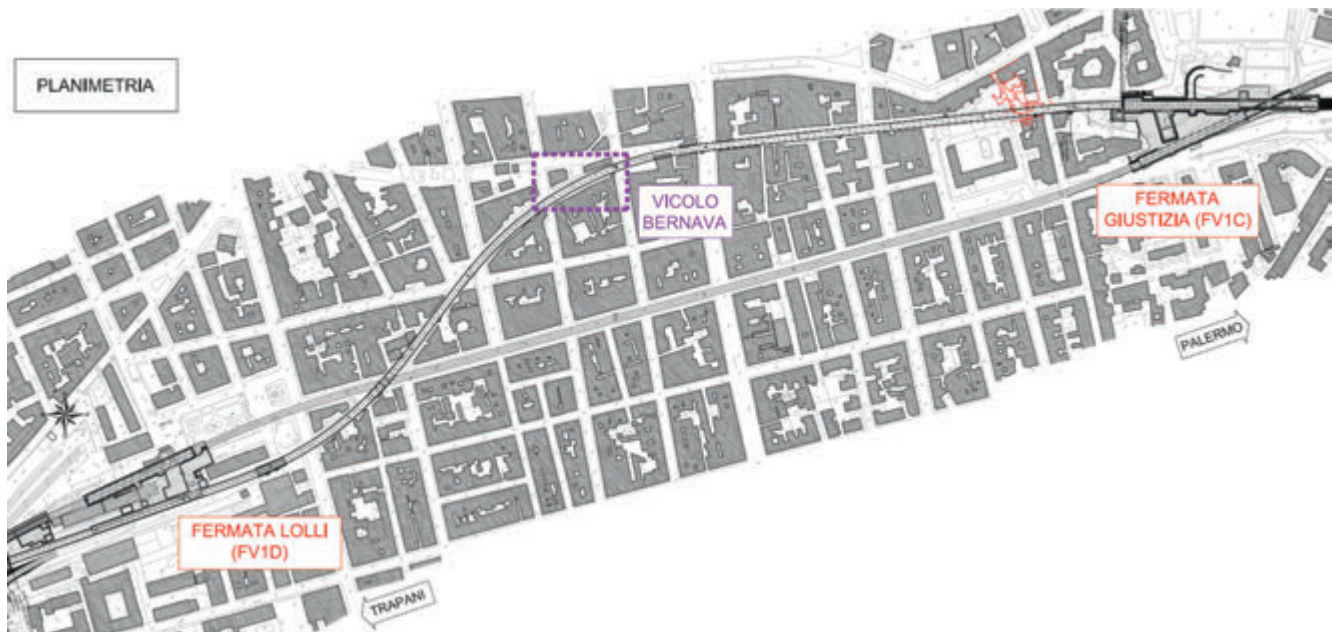 PLANIMETRIA
VICOLO
BERNAVA
FERMATA
GIUSTIZIA (FV1C)
PALERMO
FERMATA LOLLI
(FV1D)
TRAPANI